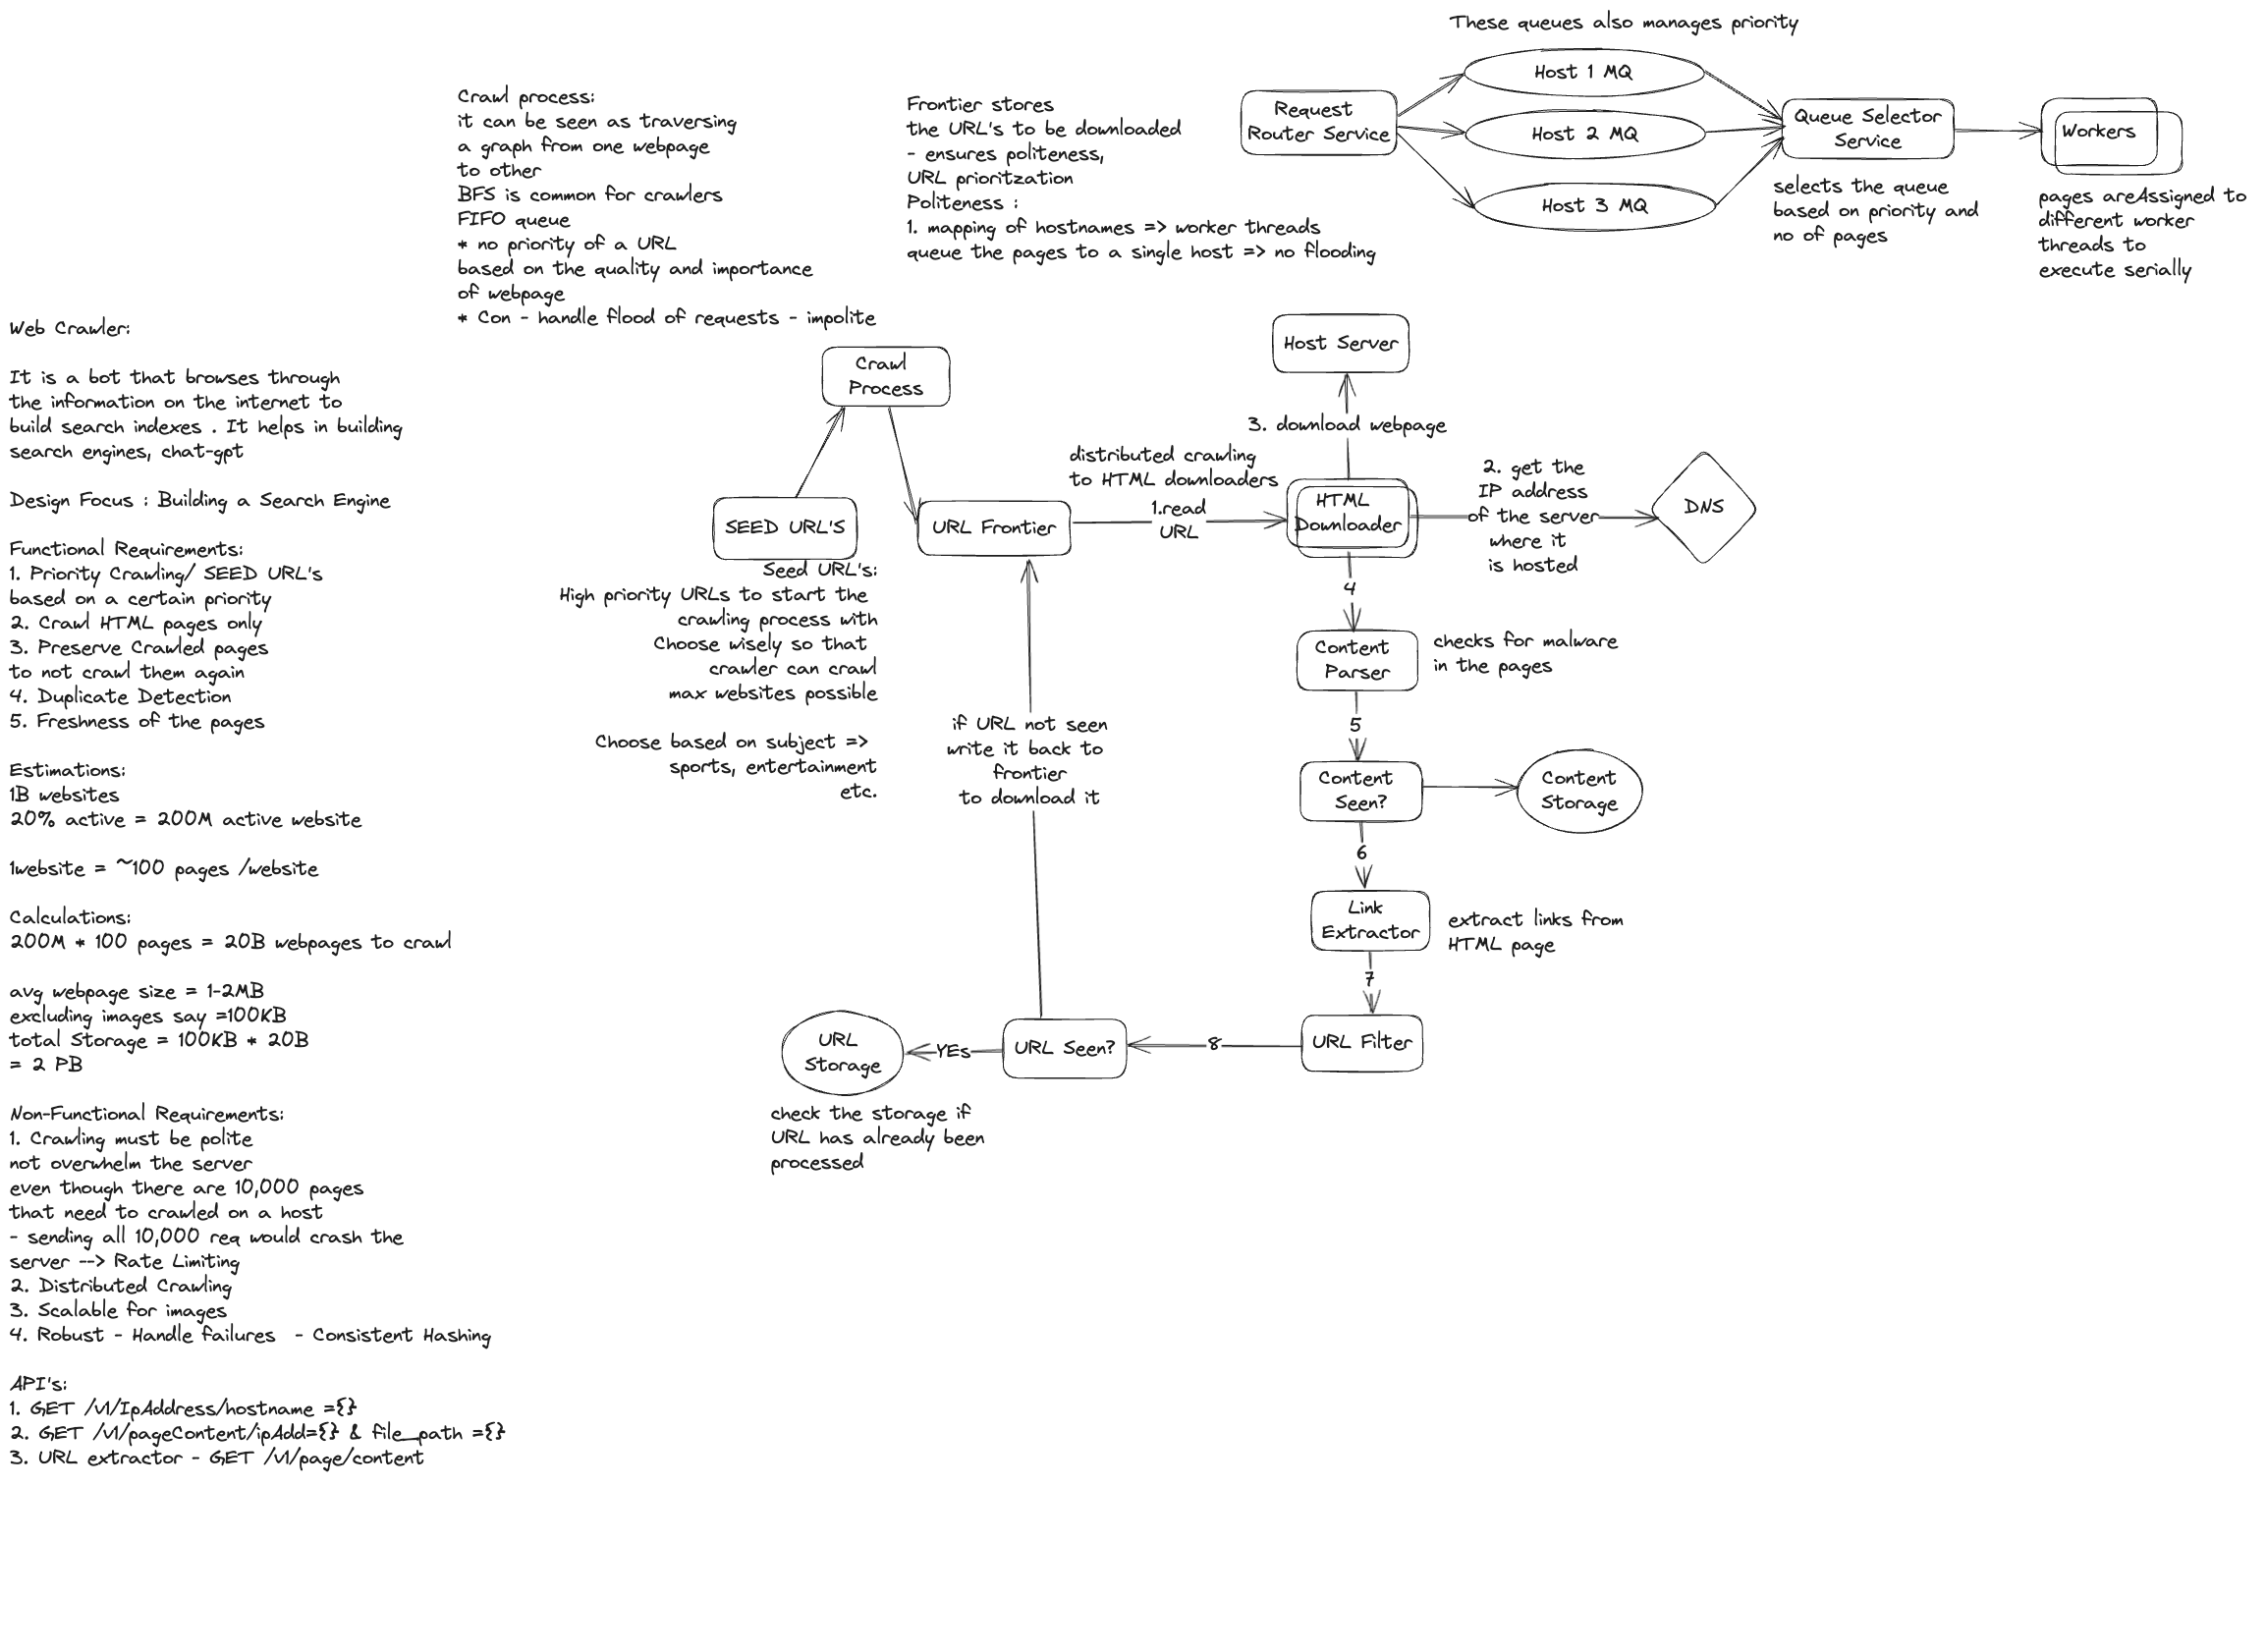 These queues also manages priority
Crawl process:
it can be seen as traversing
a graph from one webpage
to other
BFS is common for crawlers
FIFO queue
* no priority of a URL
based on the quality and importance
of webpage
* Con - handle flood of requests - impolite
Frontier stores
the URL's to be downloaded
- ensures politeness,
URL prioritzation
Politeness :
1. mapping of hostnames => worker threads
queue the pages to a single host => no flooding
Request
Router Service
Host 1 MQ
Host 2 MQ
Host 3 MQ
Queue Selector
Service
selects the queue
based on priority and
no of pages
Workers
pages areAssigned to
different worker
threads to
execute serially
Web Crawler:
It is a bot that browses through
the information on the internet to
build search indexes . It helps in building
search engines, chat-gpt
Design Focus : Building a Search Engine
Functional Requirements:
1. Priority Crawling/ SEED URL's
based on a certain priority
2. Crawl HTML pages only
3. Preserve Crawled pages
to not crawl them again
4. Duplicate Detection
5. Freshness of the pages
Estimations:
1B websites
20% active = 200M active website
1website = ~100 pages /website
Calculations:
200M * 100 pages = 20B webpages to crawl
avg webpage size = 1-2MB
excluding images say =100KB
total Storage = 100KB * 20B
= 2 PB
Non-Functional Requirements:
1. Crawling must be polite
not overwhelm the server
even though there are 10,000 pages
that need to crawled on a host
- sending all 10,000 req would crash the
server --> Rate Limiting
2. Distributed Crawling
3. Scalable for images
4. Robust - Handle failures - Consistent Hashing
API's:
1. GET /v1/IpAddress/hostname ={}
2. GET /v1/pageContent/ipAdd={} & file_path ={}
3. URL extractor - GET /v1/page/content
Crawl
Process
SEED URL'S
Seed URL's:
High priority URLs to start the
crawling process with
Choose wisely so that
crawler can crawl
max websites possible
Choose based on subject =>
sports, entertainment
etc.
URL Frontier
distributed crawling
to HTML downloaders
1.read
URL
Host Server
3. download webpage
HTML
Downloader
2. get the
IP address
of the server
where it
is hosted
DNS
4
Content
Parser
checks for malware
in the pages
5
Content
Seen?
Content
Storage
6
Link
Extractor
extract links from
HTML page
7
URL Filter
8
URL Seen?
if URL not seen
write it back to
frontier
to download it
YES
URL
Storage
check the storage if
URL has already been
processed